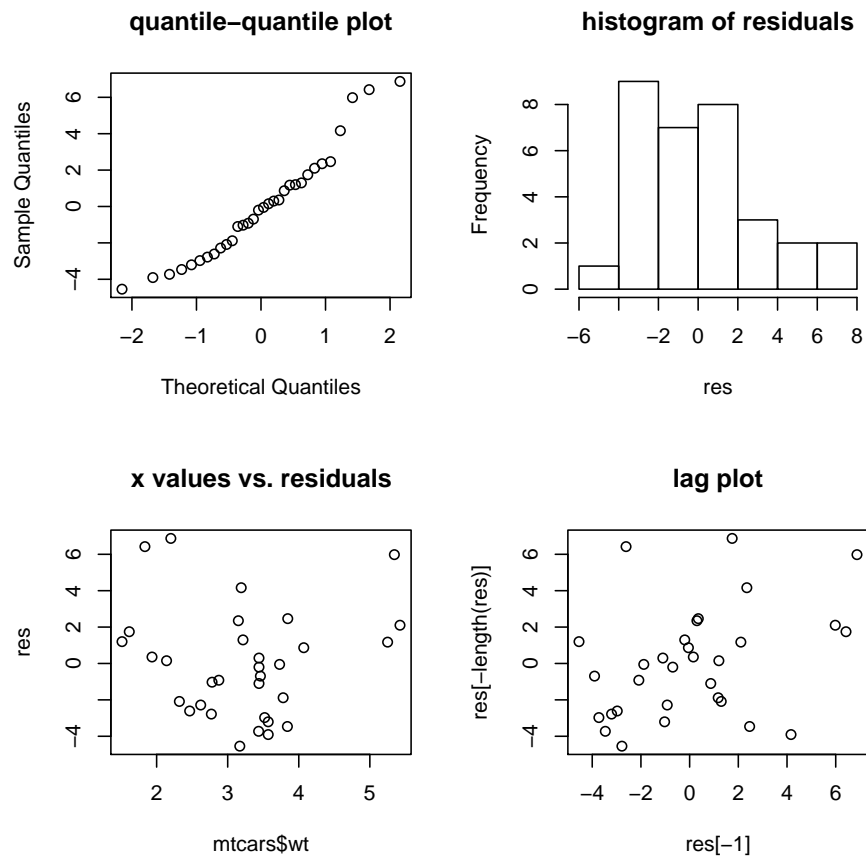 quantile−quantile plot
Sample Quantiles
−4 0 2 4 6
−2 −1 0 1 2
Theoretical Quantiles
histogram of residuals
Frequency
0 2 4 6 8
−6 −2 0 2 4 6 8
res
x values vs. residuals
res
−4 0 2 4 6
2 3 4 5
mtcars$wt
lag plot
res[−length(res)]
−4 0 2 4 6
−4 −2 0 2 4 6
res[−1]